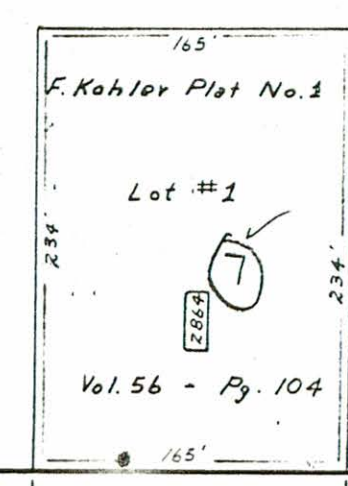 165'
F. Kohler Plat No. 1
Lot #1
234'
7
234'
2864
Vol. 56 - Pg. 104
165'